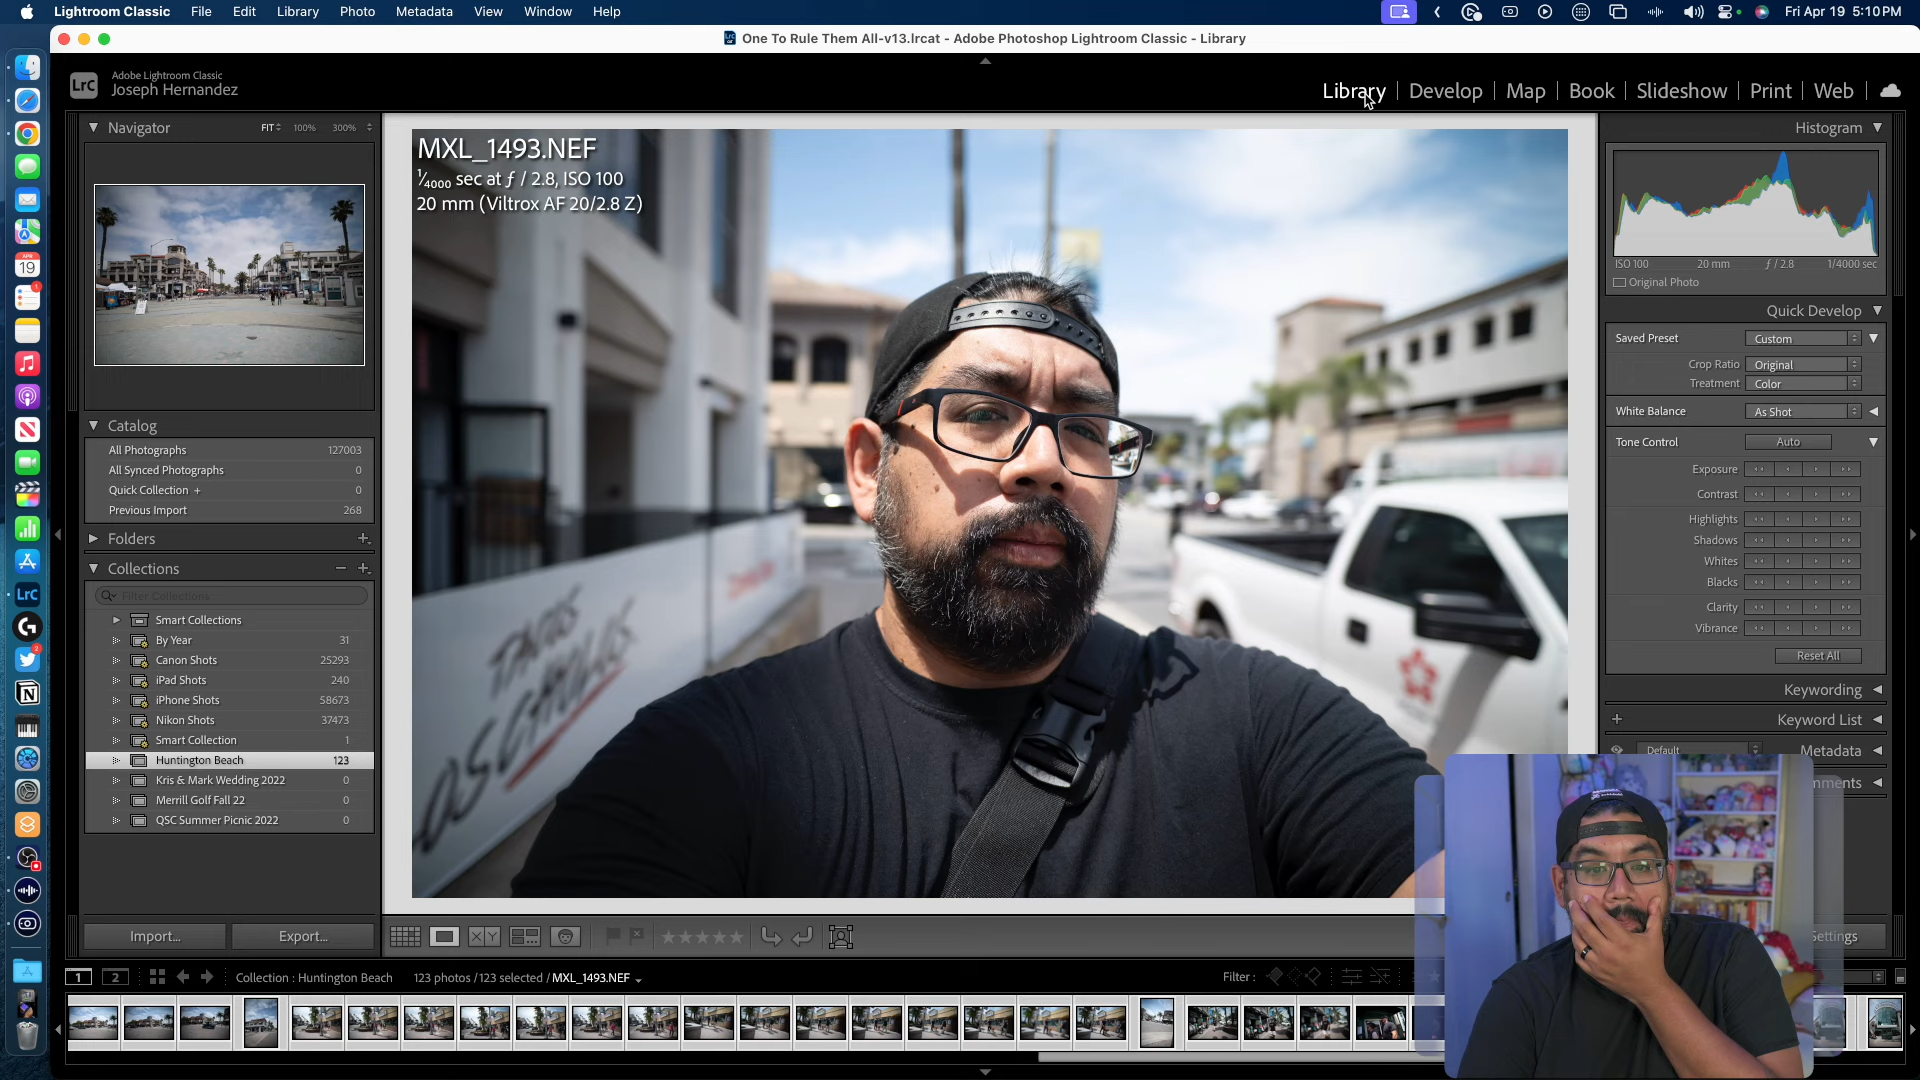 Lightroom Classic File Edit Library Photo Metadata View Window Help Fri Apr 19 5:10 PM
One To Rule Them All-v13.lrcat - Adobe Photoshop Lightroom Classic - Library
LrC Adobe Lightroom Classic
Joseph Hernandez
Library Develop Map Book Slideshow Print Web
Navigator FIT 100% 300%
MXL_1493.NEF
1/4000 sec at ƒ / 2.8, ISO 100
20 mm (Viltrox AF 20/2.8 Z)
Catalog
All Photographs 127003
All Synced Photographs 0
Quick Collection + 0
Previous Import 268
Folders
Collections
Filter Collections
Smart Collections
By Year 31
Canon Shots 25293
iPad Shots 240
iPhone Shots 58673
Nikon Shots 37473
Smart Collection 1
Huntington Beach 123
Kris & Mark Wedding 2022 0
Merrill Golf Fall 22 0
QSC Summer Picnic 2022 0
Import... Export...
Histogram
ISO 100 20 mm ƒ / 2.8 1/4000 sec
Original Photo
Quick Develop
Saved Preset Custom
Crop Ratio Original
Treatment Color
White Balance As Shot
Tone Control Auto
Exposure
Contrast
Highlights
Shadows
Whites
Blacks
Clarity
Vibrance
Reset All
Keywording
Keyword List
Default Metadata
mments
Settings
1 2 Collection : Huntington Beach 123 photos / 123 selected / MXL_1493.NEF Filter :
APR
19
LrC